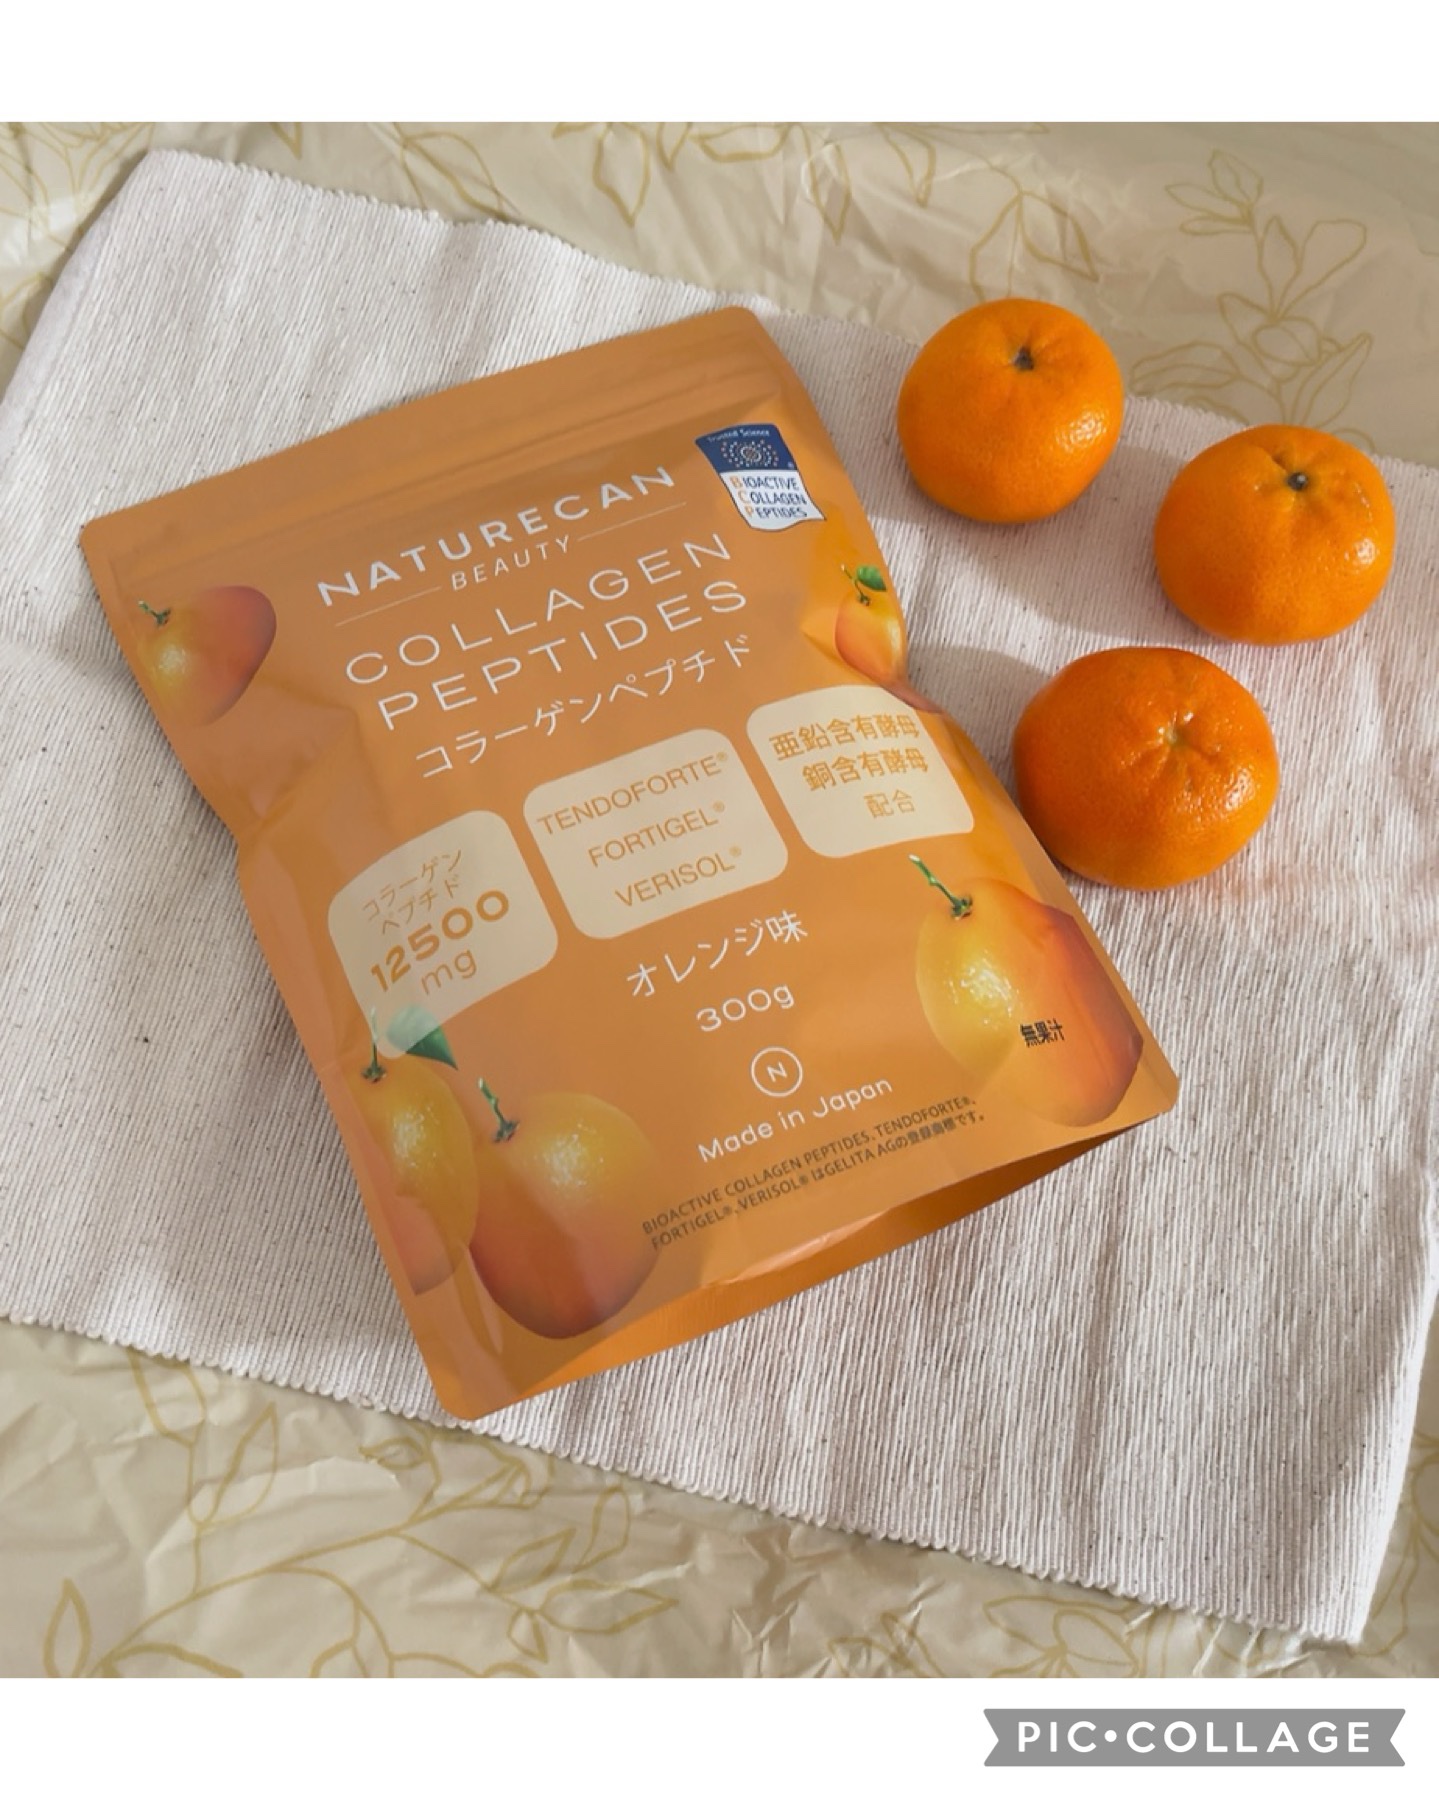 Trusted Science
BIOACTIVE
COLLAGEN
PEPTIDES
NATURECAN
BEAUTY
COLLAGEN
PEPTIDES
コラーゲンペプチド
コラーゲン
ペプチド
12500
mg
TENDOFORTE®
FORTIGEL®
VERISOL®
亜鉛含有酵母
銅含有酵母
配合
オレンジ味
300g
無果汁
N
Made in Japan
BIOACTIVE COLLAGEN PEPTIDES、TENDOFORTE®、
FORTIGEL®、VERISOL® はGELITA AGの登録商標です。
PIC•COLLAGE